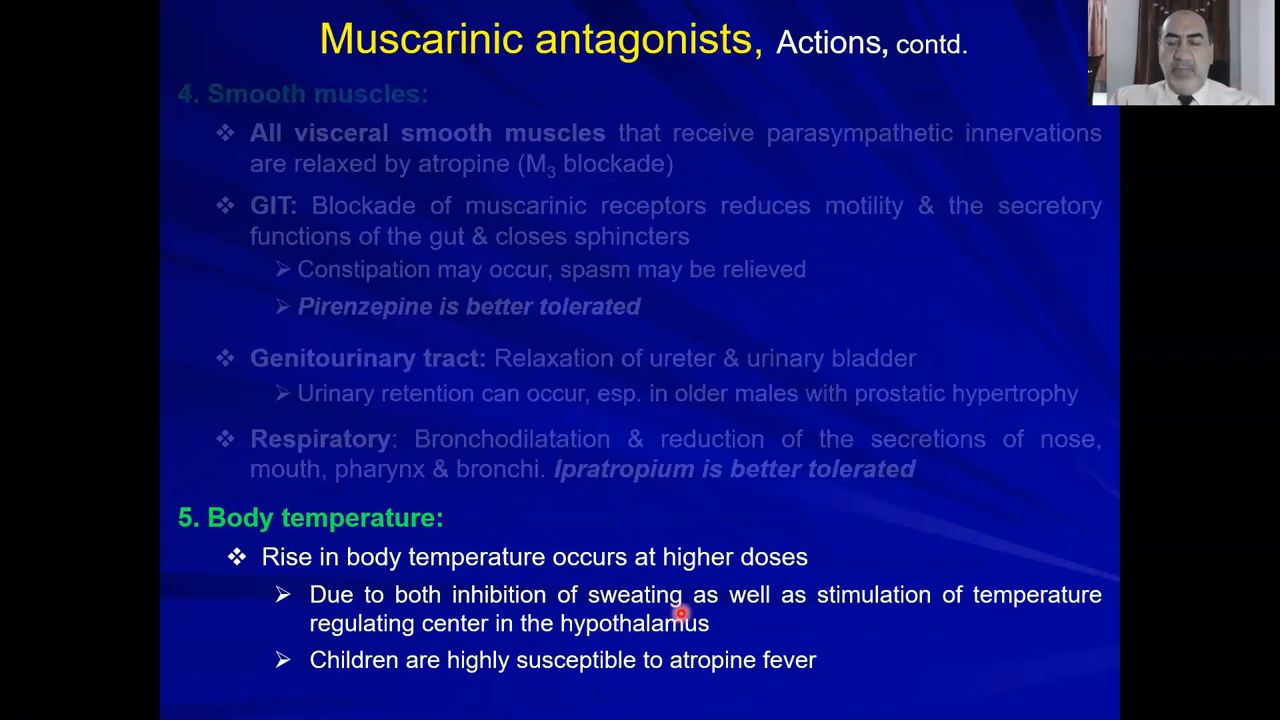 Muscarinic antagonists, Actions, contd.
4. Smooth muscles:
❖ All visceral smooth muscles that receive parasympathetic innervations
are relaxed by atropine (M3 blockade)
❖ GIT: Blockade of muscarinic receptors reduces motility & the secretory
functions of the gut & closes sphincters
➢ Constipation may occur, spasm may be relieved
➢ Pirenzepine is better tolerated
❖ Genitourinary tract: Relaxation of ureter & urinary bladder
➢ Urinary retention can occur, esp. in older males with prostatic hypertrophy
❖ Respiratory: Bronchodilatation & reduction of the secretions of nose,
mouth, pharynx & bronchi. Ipratropium is better tolerated
5. Body temperature:
❖ Rise in body temperature occurs at higher doses
➢ Due to both inhibition of sweating as well as stimulation of temperature
regulating center in the hypothalamus
➢ Children are highly susceptible to atropine fever